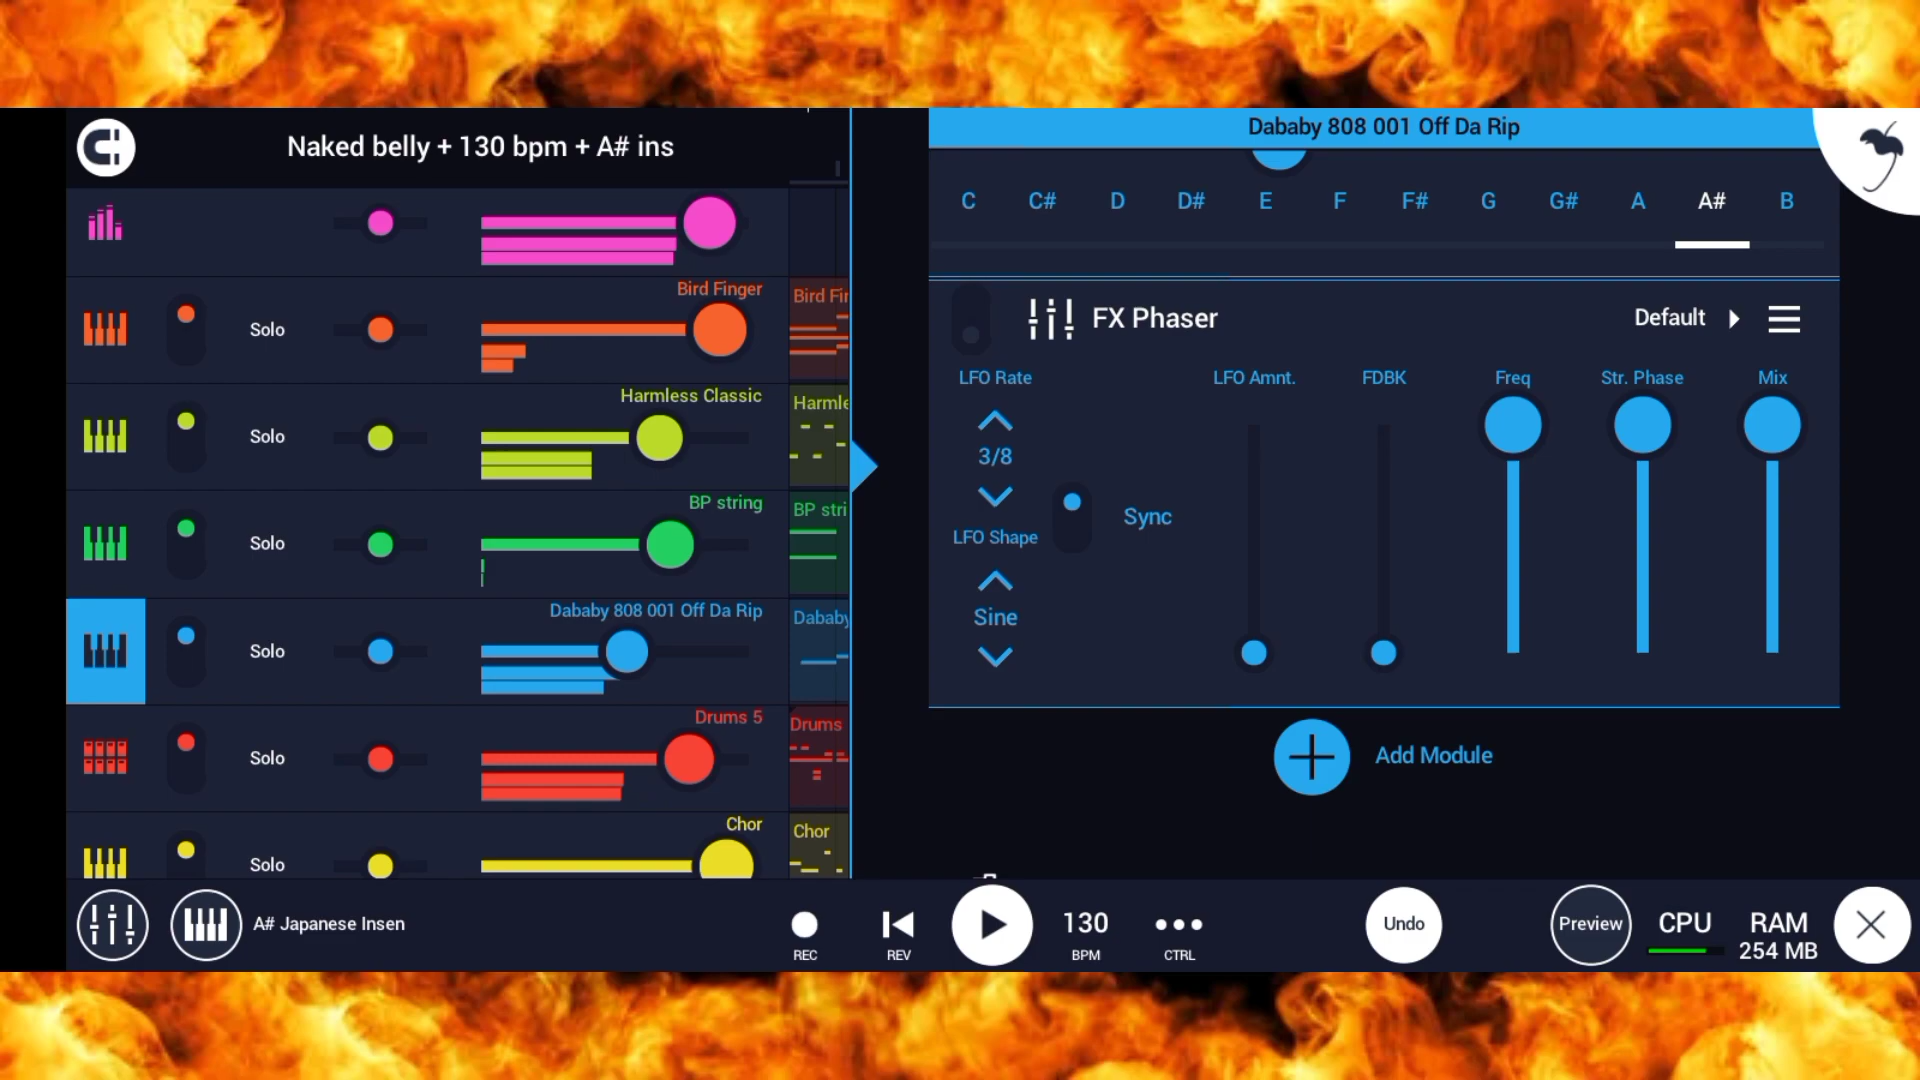 Naked belly + 130 bpm + A# ins
Bird Finger
Bird Fin
Solo
Harmless Classic
Harmle
Solo
BP string
BP stri
Solo
Dababy 808 001 Off Da Rip
Dababy
Solo
Drums 5
Drums
Solo
Chor
Chor
Solo
Dababy 808 001 Off Da Rip
C C# D D# E F F# G G# A A# B
FX Phaser
Default
LFO Rate
LFO Amnt.
FDBK
Freq
Str. Phase
Mix
3/8
Sync
LFO Shape
Sine
Add Module
A# Japanese Insen
REC
REV
130
BPM
CTRL
Undo
Preview
CPU
RAM
254 MB